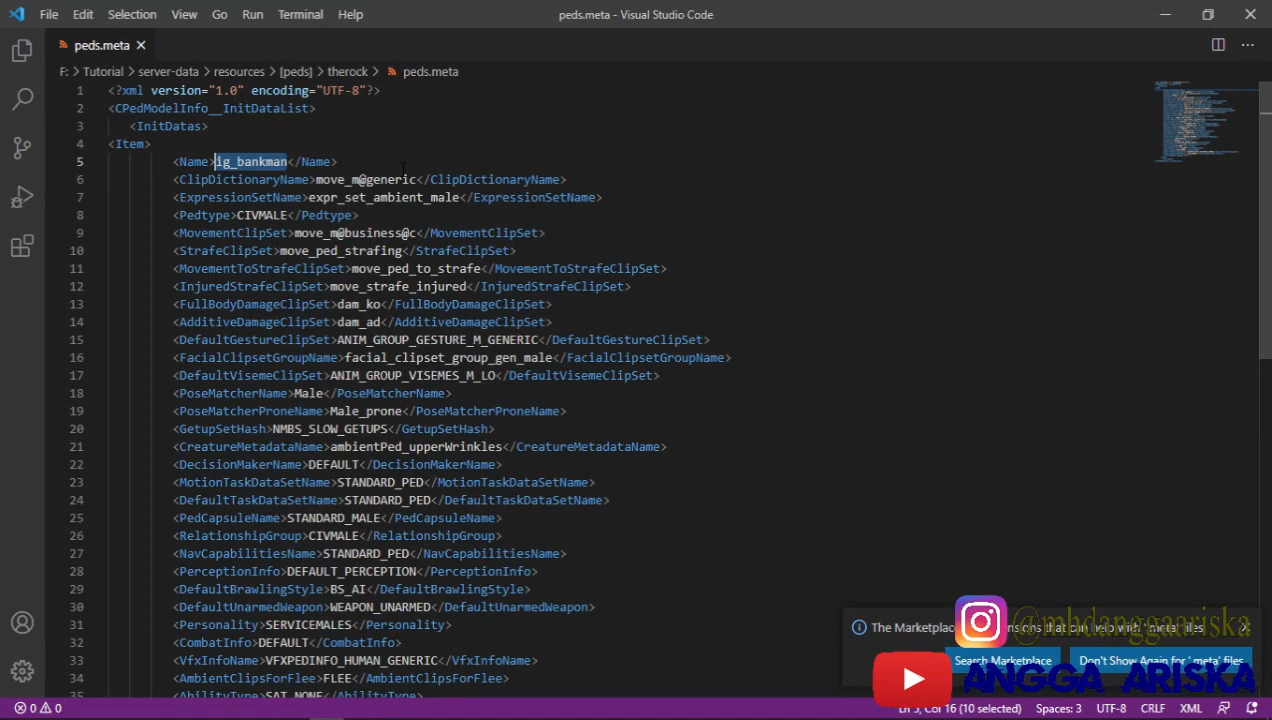 File Edit Selection View Go Run Terminal Help peds.meta - Visual Studio Code
peds.meta
F: > Tutorial > server-data > resources > [peds] > therock > peds.meta
1 <?xml version="1.0" encoding="UTF-8"?>
2 <CPedModelInfo__InitDataList>
3 <InitDatas>
4 <Item>
5 <Name>ig_bankman</Name>
6 <ClipDictionaryName>move_m@generic</ClipDictionaryName>
7 <ExpressionSetName>expr_set_ambient_male</ExpressionSetName>
8 <Pedtype>CIVMALE</Pedtype>
9 <MovementClipSet>move_m@business@c</MovementClipSet>
10 <StrafeClipSet>move_ped_strafing</StrafeClipSet>
11 <MovementToStrafeClipSet>move_ped_to_strafe</MovementToStrafeClipSet>
12 <InjuredStrafeClipSet>move_strafe_injured</InjuredStrafeClipSet>
13 <FullBodyDamageClipSet>dam_ko</FullBodyDamageClipSet>
14 <AdditiveDamageClipSet>dam_ad</AdditiveDamageClipSet>
15 <DefaultGestureClipSet>ANIM_GROUP_GESTURE_M_GENERIC</DefaultGestureClipSet>
16 <FacialClipsetGroupName>facial_clipset_group_gen_male</FacialClipsetGroupName>
17 <DefaultVisemeClipSet>ANIM_GROUP_VISEMES_M_LO</DefaultVisemeClipSet>
18 <PoseMatcherName>Male</PoseMatcherName>
19 <PoseMatcherProneName>Male_prone</PoseMatcherProneName>
20 <GetupSetHash>NMBS_SLOW_GETUPS</GetupSetHash>
21 <CreatureMetadataName>ambientPed_upperWrinkles</CreatureMetadataName>
22 <DecisionMakerName>DEFAULT</DecisionMakerName>
23 <MotionTaskDataSetName>STANDARD_PED</MotionTaskDataSetName>
24 <DefaultTaskDataSetName>STANDARD_PED</DefaultTaskDataSetName>
25 <PedCapsuleName>STANDARD_MALE</PedCapsuleName>
26 <RelationshipGroup>CIVMALE</RelationshipGroup>
27 <NavCapabilitiesName>STANDARD_PED</NavCapabilitiesName>
28 <PerceptionInfo>DEFAULT_PERCEPTION</PerceptionInfo>
29 <DefaultBrawlingStyle>BS_AI</DefaultBrawlingStyle>
30 <DefaultUnarmedWeapon>WEAPON_UNARMED</DefaultUnarmedWeapon>
31 <Personality>SERVICEMALES</Personality>
32 <CombatInfo>DEFAULT</CombatInfo>
33 <VfxInfoName>VFXPEDINFO_HUMAN_GENERIC</VfxInfoName>
34 <AmbientClipsForFlee>FLEE</AmbientClipsForFlee>
35 <AbilityType>SAT_NONE</AbilityType>
The Marketplace
@mhdanggaariska
Search Marketplace Don't Show Again for '.meta' files
ANGGA ARISKA
0 0 Ln 5, Col 16 (10 selected) Spaces: 3 UTF-8 CRLF XML